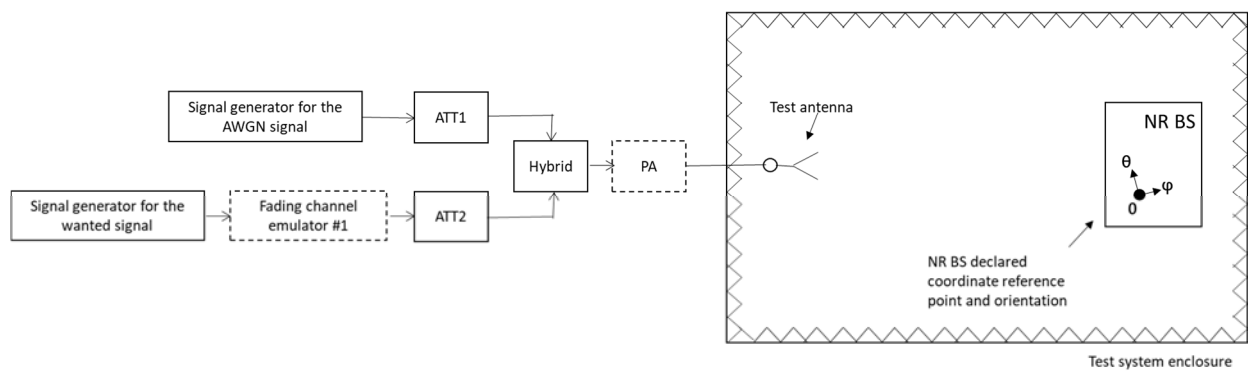 Signal generator for the
AWGN signal
ATT1
Hybrid
PA
Signal generator for the
wanted signal
Fading channel
emulator #1
ATT2
Test antenna
NR BS
θ
φ
0
NR BS declared
coordinate reference
point and orientation
Test system enclosure